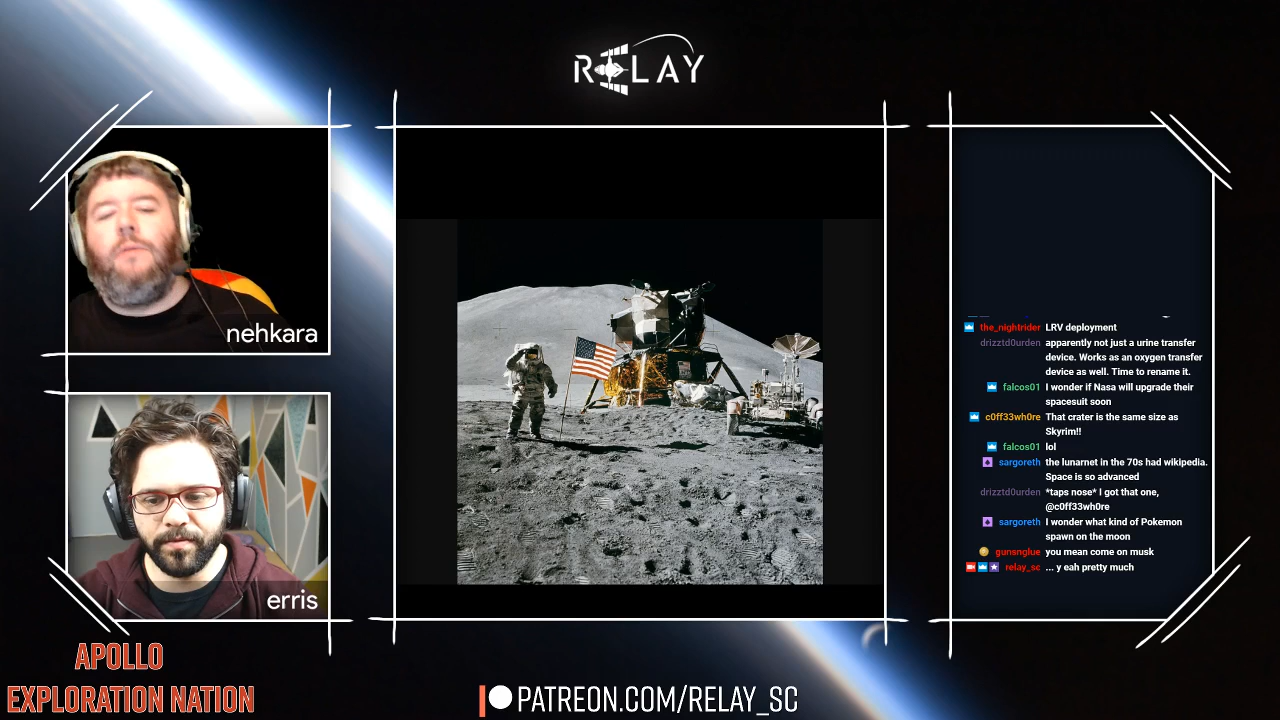 RELAY
nehkara
erris
the_nightrider LRV deployment
drizztd0urden apparently not just a urine transfer
device. Works as an oxygen transfer
device as well. Time to rename it.
falcos01 I wonder if Nasa will upgrade their
spacesuit soon
c0ff33wh0re That crater is the same size as
Skyrim!!
falcos01 lol
sargoreth the lunarnet in the 70s had wikipedia.
Space is so advanced
drizztd0urden *taps nose* I got that one,
@c0ff33wh0re
sargoreth I wonder what kind of Pokemon
spawn on the moon
gunsnglue you mean come on musk
relay_sc ... y eah pretty much
APOLLO
EXPLORATION NATION
PATREON.COM/RELAY_SC